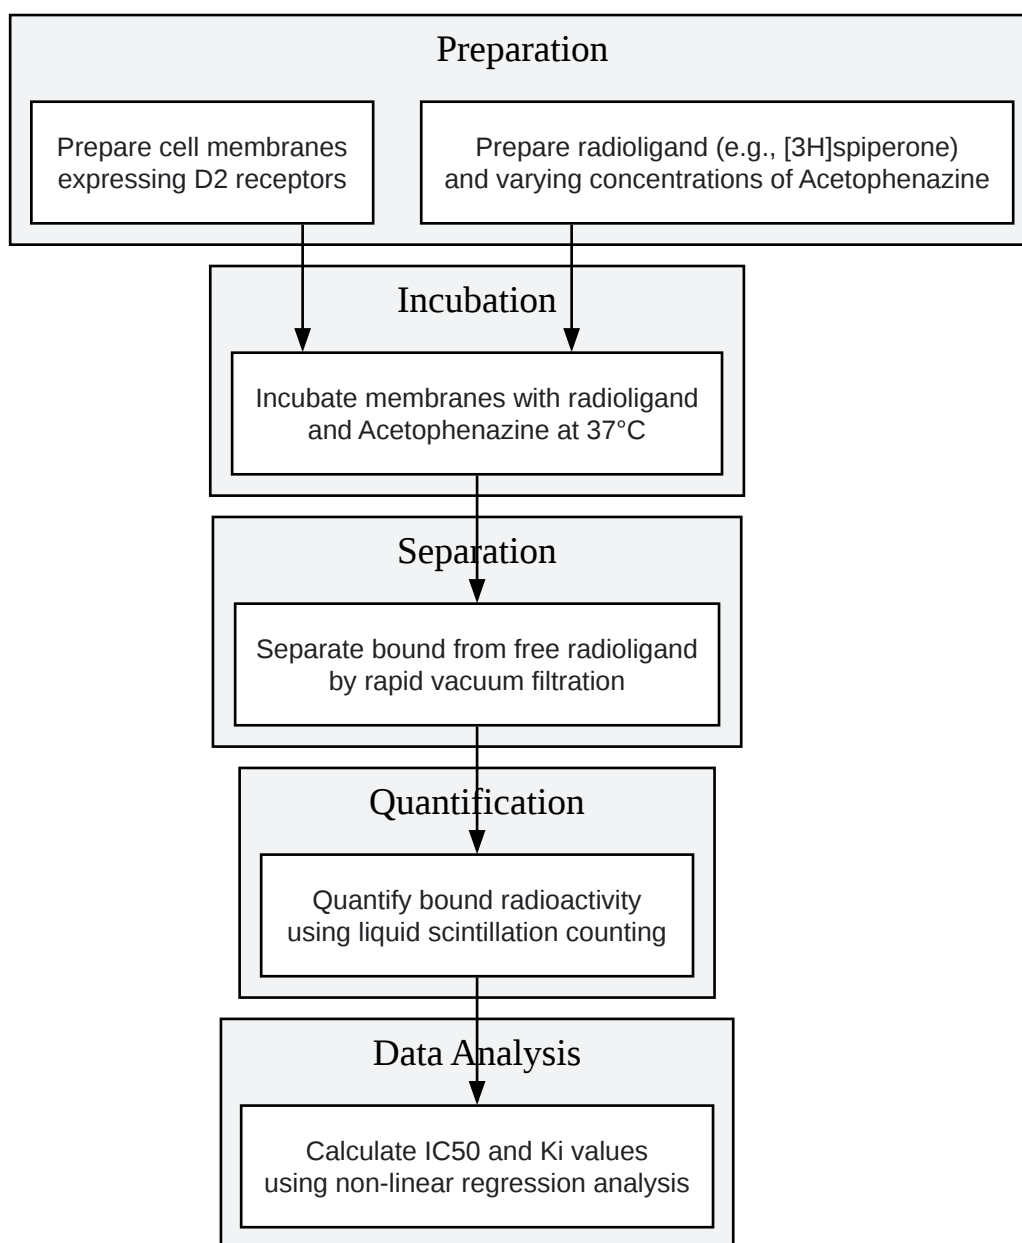 Preparation
Prepare cell membranes
expressing D2 receptors
Prepare radioligand (e.g., [3H]spiperone)
and varying concentrations of Acetophenazine
Incubation
Incubate membranes with radioligand
and Acetophenazine at 37°C
Separation
Separate bound from free radioligand
by rapid vacuum filtration
Quantification
Quantify bound radioactivity
using liquid scintillation counting
Data Analysis
Calculate IC50 and Ki values
using non-linear regression analysis